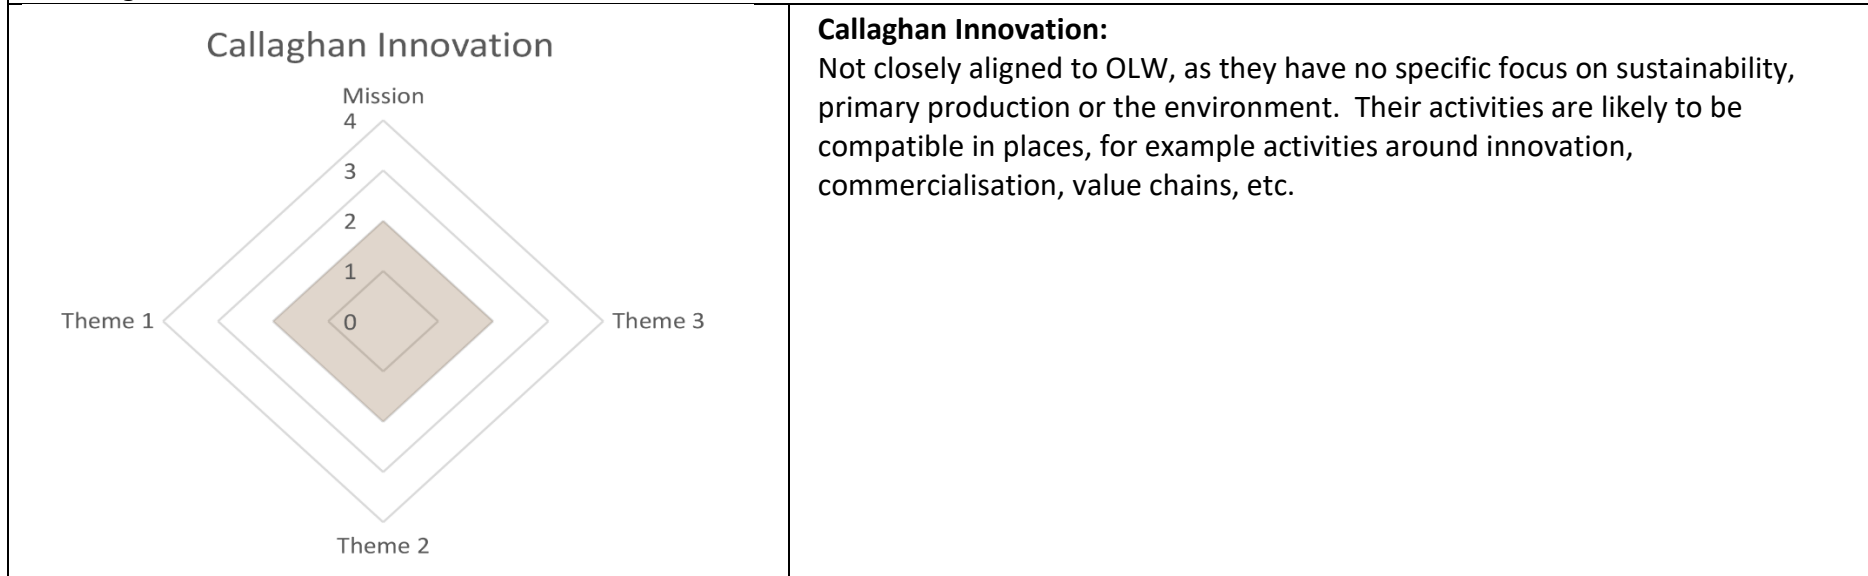 Callaghan Innovation
Mission
4
3
2
1
0
Theme 1
Theme 3
Theme 2
Callaghan Innovation:
Not closely aligned to OLW, as they have no specific focus on sustainability,
primary production or the environment.  Their activities are likely to be
compatible in places, for example activities around innovation,
commercialisation, value chains, etc.